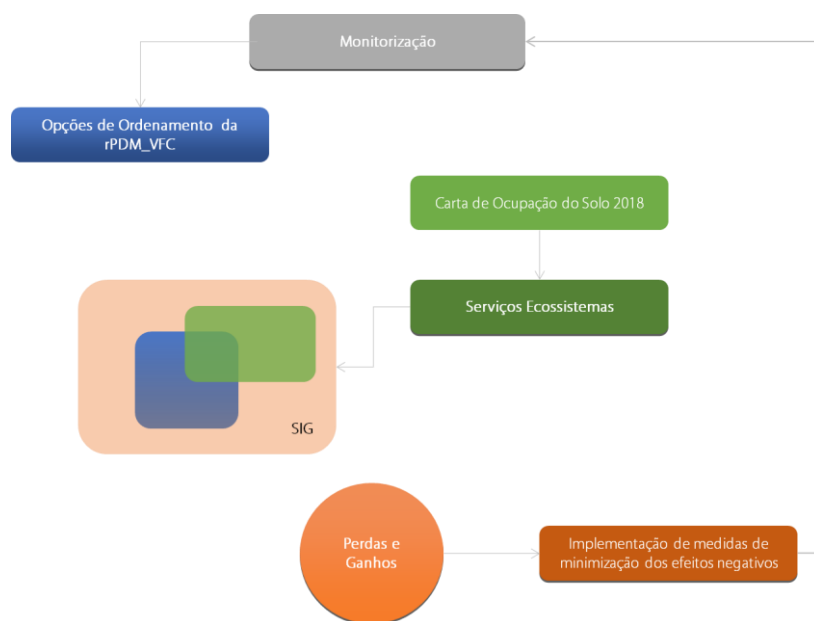 Monitorização
Opções de Ordenamento da
rPDM_VFC
Carta de Ocupação do Solo 2018
Serviços Ecossistemas
SIG
Perdas e
Ganhos
Implementação de medidas de
minimização dos efeitos negativos